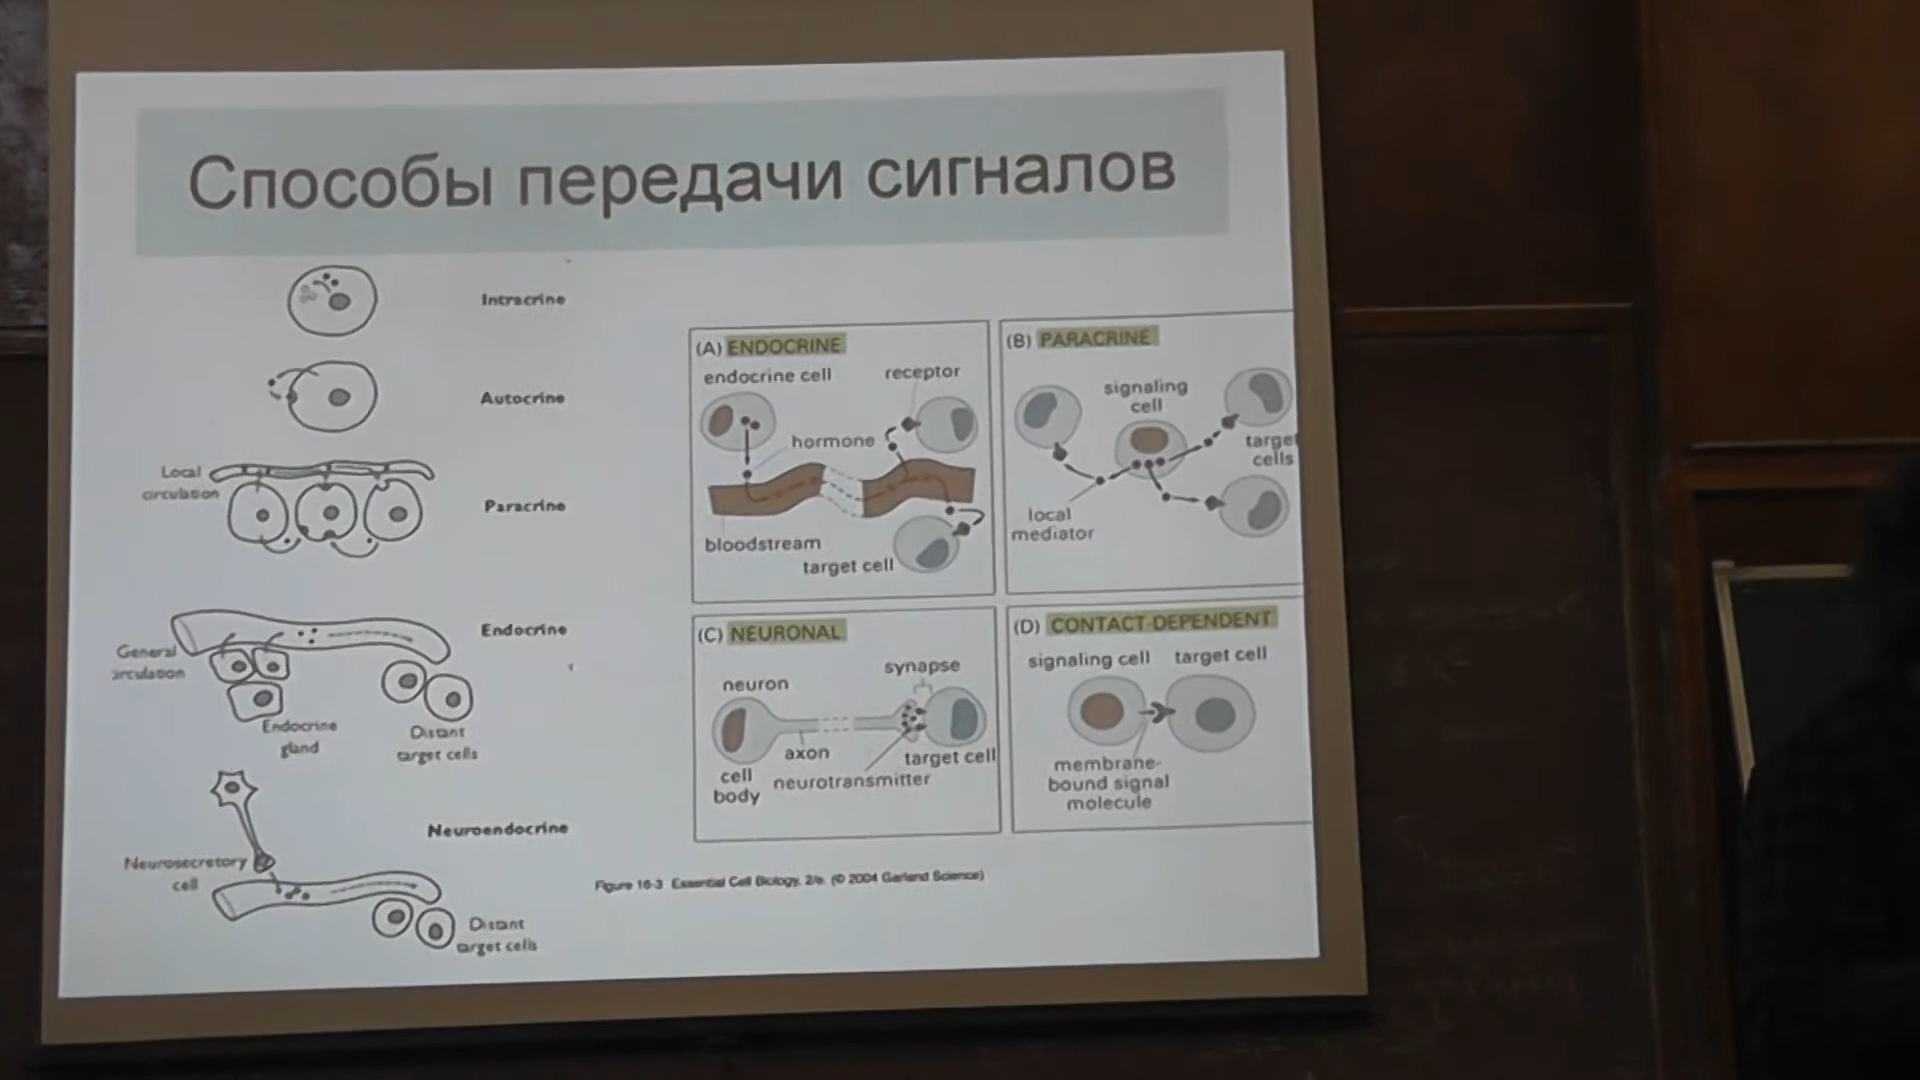 Способы передачи сигналов
Intracrine
Autocrine
Local
circulation
Paracrine
General
circulation
Endocrine
Endocrine
gland
Distant
target cells
Neuroendocrine
Neurosecretory
cell
Distant
target cells
(A) ENDOCRINE
endocrine cell
receptor
hormone
bloodstream
target cell
(B) PARACRINE
signaling
cell
target
cells
local
mediator
(C) NEURONAL
synapse
neuron
axon
target cell
neurotransmitter
cell
body
(D) CONTACT-DEPENDENT
signaling cell
target cell
membrane-
bound signal
molecule
Figure 16-3 Essential Cell Biology, 2/e. (© 2004 Garland Science)